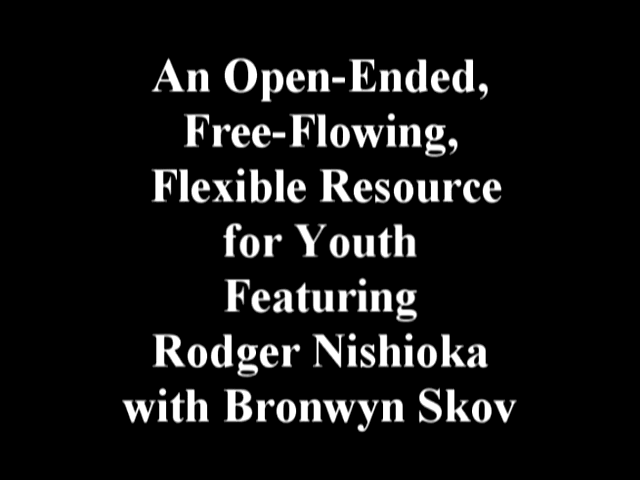 An Open-Ended,
Free-Flowing,
Flexible Resource
for Youth
Featuring
Rodger Nishioka
with Bronwyn Skov